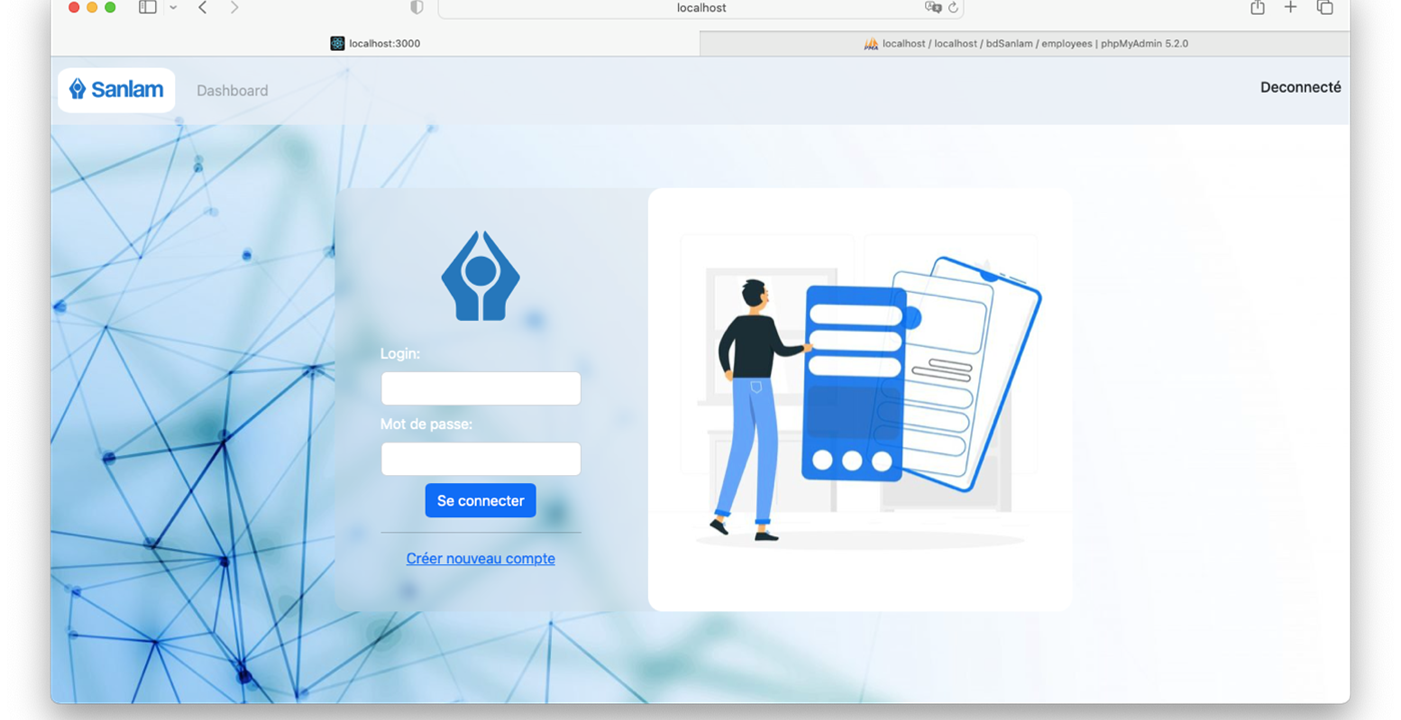 localhost
localhost:3000
localhost / localhost / bdSanlam / employees | phpMyAdmin 5.2.0
Sanlam
Dashboard
Deconnecté
Login:
Mot de passe:
Se connecter
Créer nouveau compte